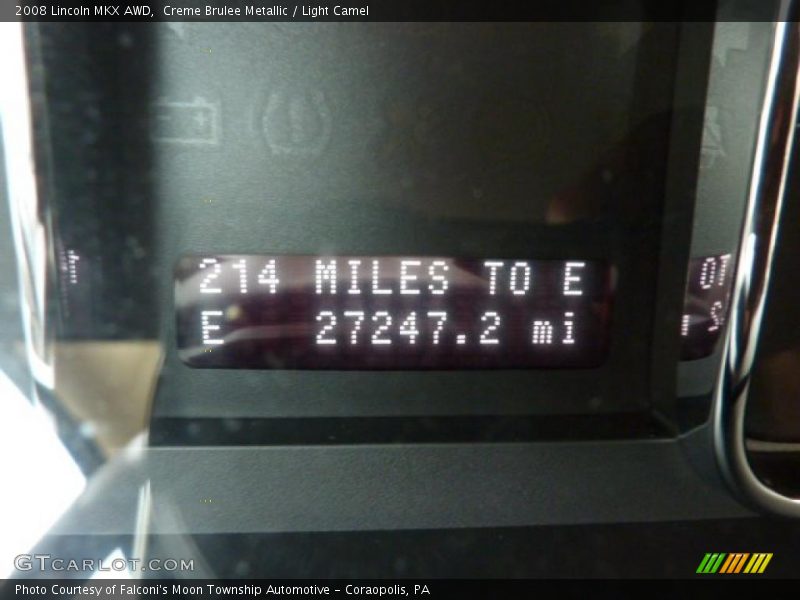 2008 Lincoln MKX AWD, Creme Brulee Metallic / Light Camel
214 MILES TO E
E 27247.2 mi
GTCARLOT.COM
Photo Courtesy of Falconi's Moon Township Automotive - Coraopolis, PA